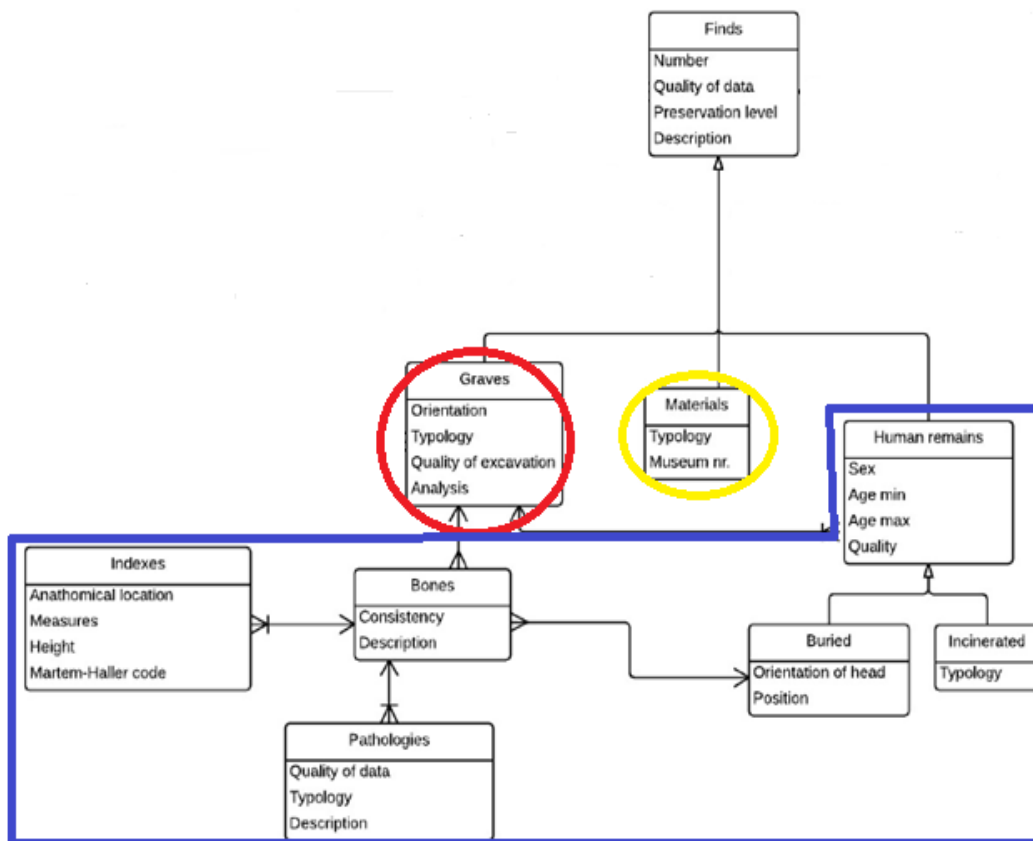 Finds
Number
Quality of data
Preservation level
Description
Graves
Orientation
Typology
Quality of excavation
Analysis
Materials
Typology
Museum nr.
Human remains
Sex
Age min
Age max
Quality
Indexes
Anathomical location
Measures
Height
Martem-Haller code
Bones
Consistency
Description
Buried
Orientation of head
Position
Incinerated
Typology
Pathologies
Quality of data
Typology
Description